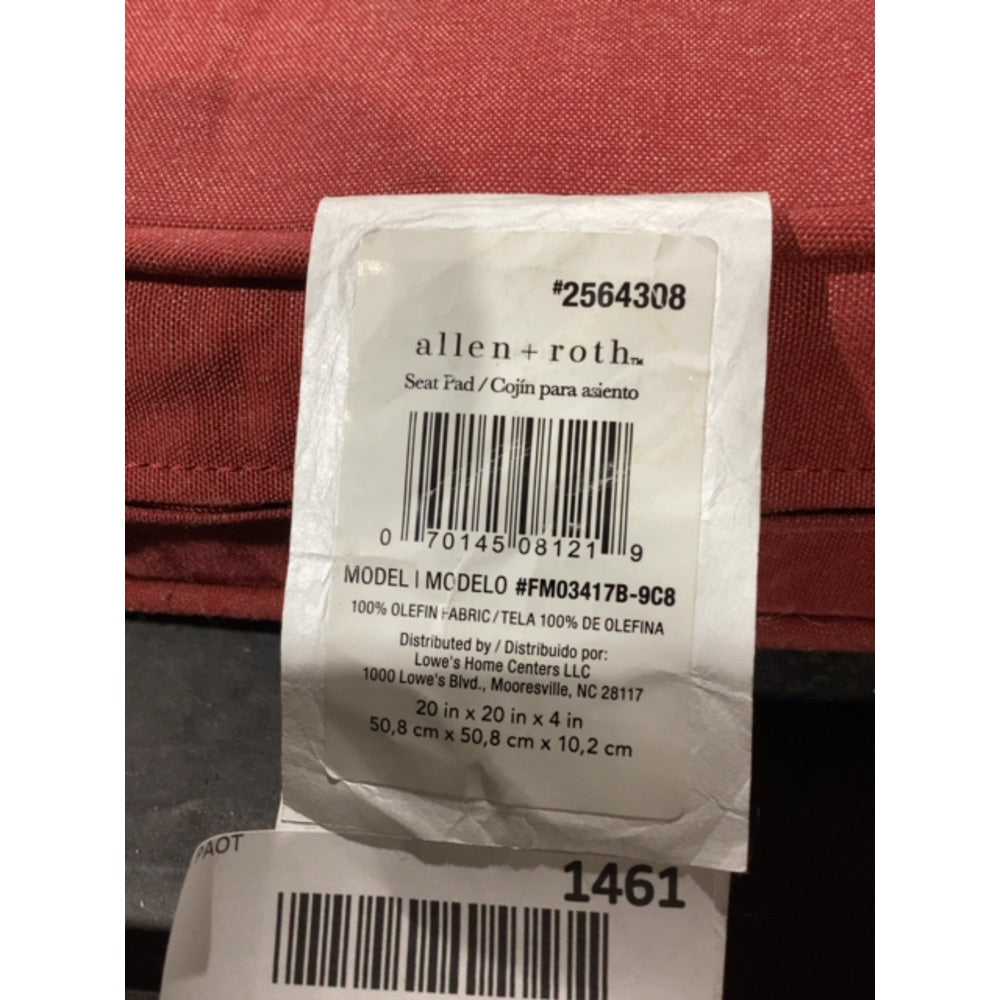 #2564308
allen + roth™
Seat Pad / Cojín para asiento
0 70145 08121 9
MODEL | MODELO #FM03417B-9C8
100% OLEFIN FABRIC / TELA 100% DE OLEFINA
Distributed by / Distribuido por:
Lowe's Home Centers LLC
1000 Lowe's Blvd., Mooresville, NC 28117
20 in x 20 in x 4 in
50,8 cm x 50,8 cm x 10,2 cm
PAOT
1461